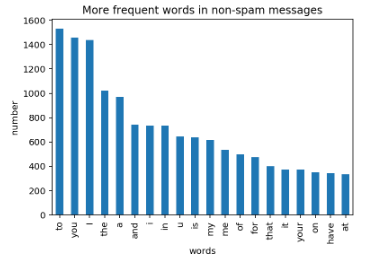 More frequent words in non-spam messages
1600
1400
1200
1000
800
600
400
200
0
number
to you I the a and i in u is my me of for that it your on have at
words